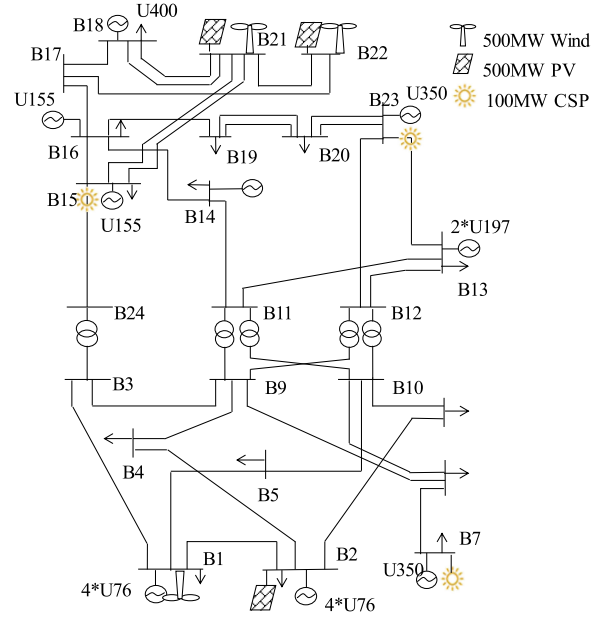 U400
B18
B21
B22
B17
500MW Wind
500MW PV
100MW CSP
U155
B23
U350
B16
B19
B20
B15
U155
B14
2*U197
B13
B24
B11
B12
B3
B9
B10
B4
B5
B1
B2
B7
4*U76
4*U76
U350